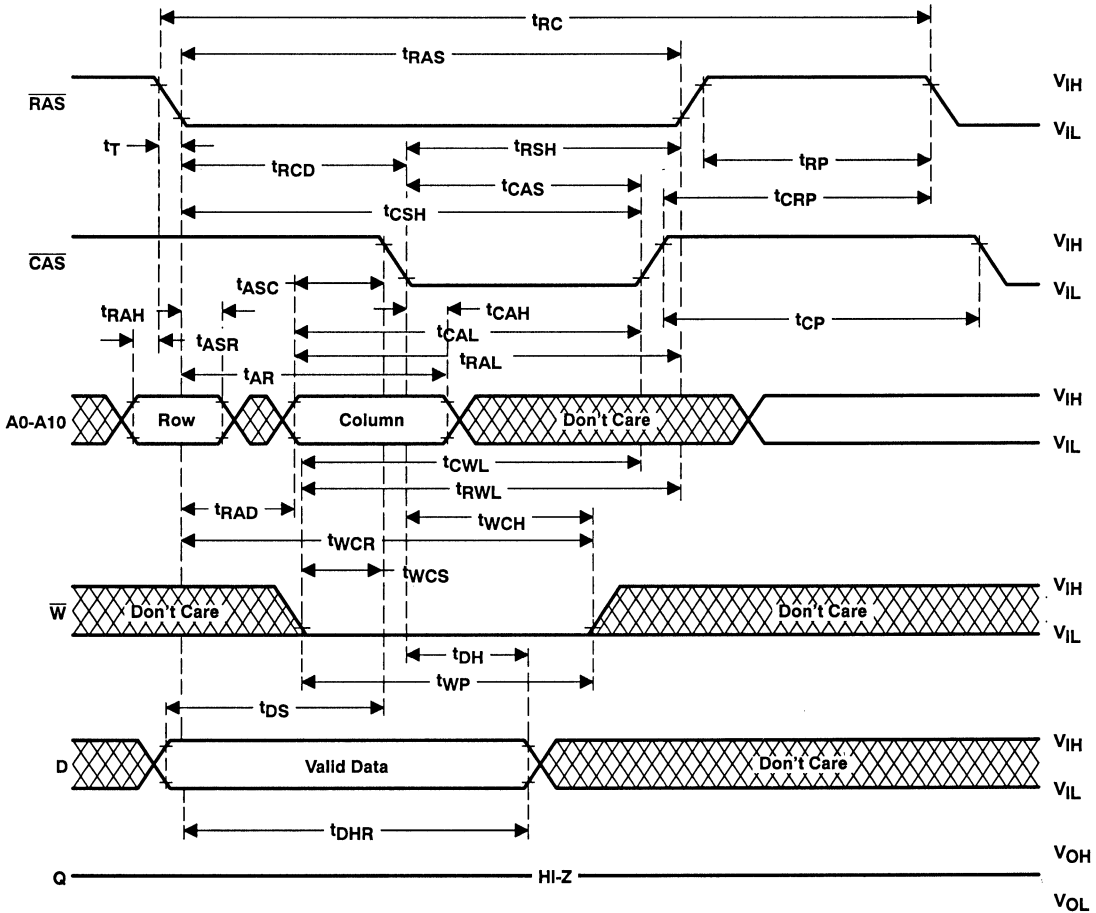 tRC
tRAS
RAS
VIH
VIL
tT
tRCD
tRSH
tRP
tCAS
tCRP
tCSH
CAS
VIH
VIL
tASC
tRAH
tCAH
tCP
tASR
tCAL
tRAL
tAR
A0-A10
Row
Column
Don't Care
VIH
VIL
tCWL
tRWL
tRAD
tWCH
tWCR
tWCS
W
Don't Care
Don't Care
VIH
VIL
tDH
tWP
tDS
D
Valid Data
Don't Care
VIH
VIL
tDHR
VOH
Q
HI-Z
VOL